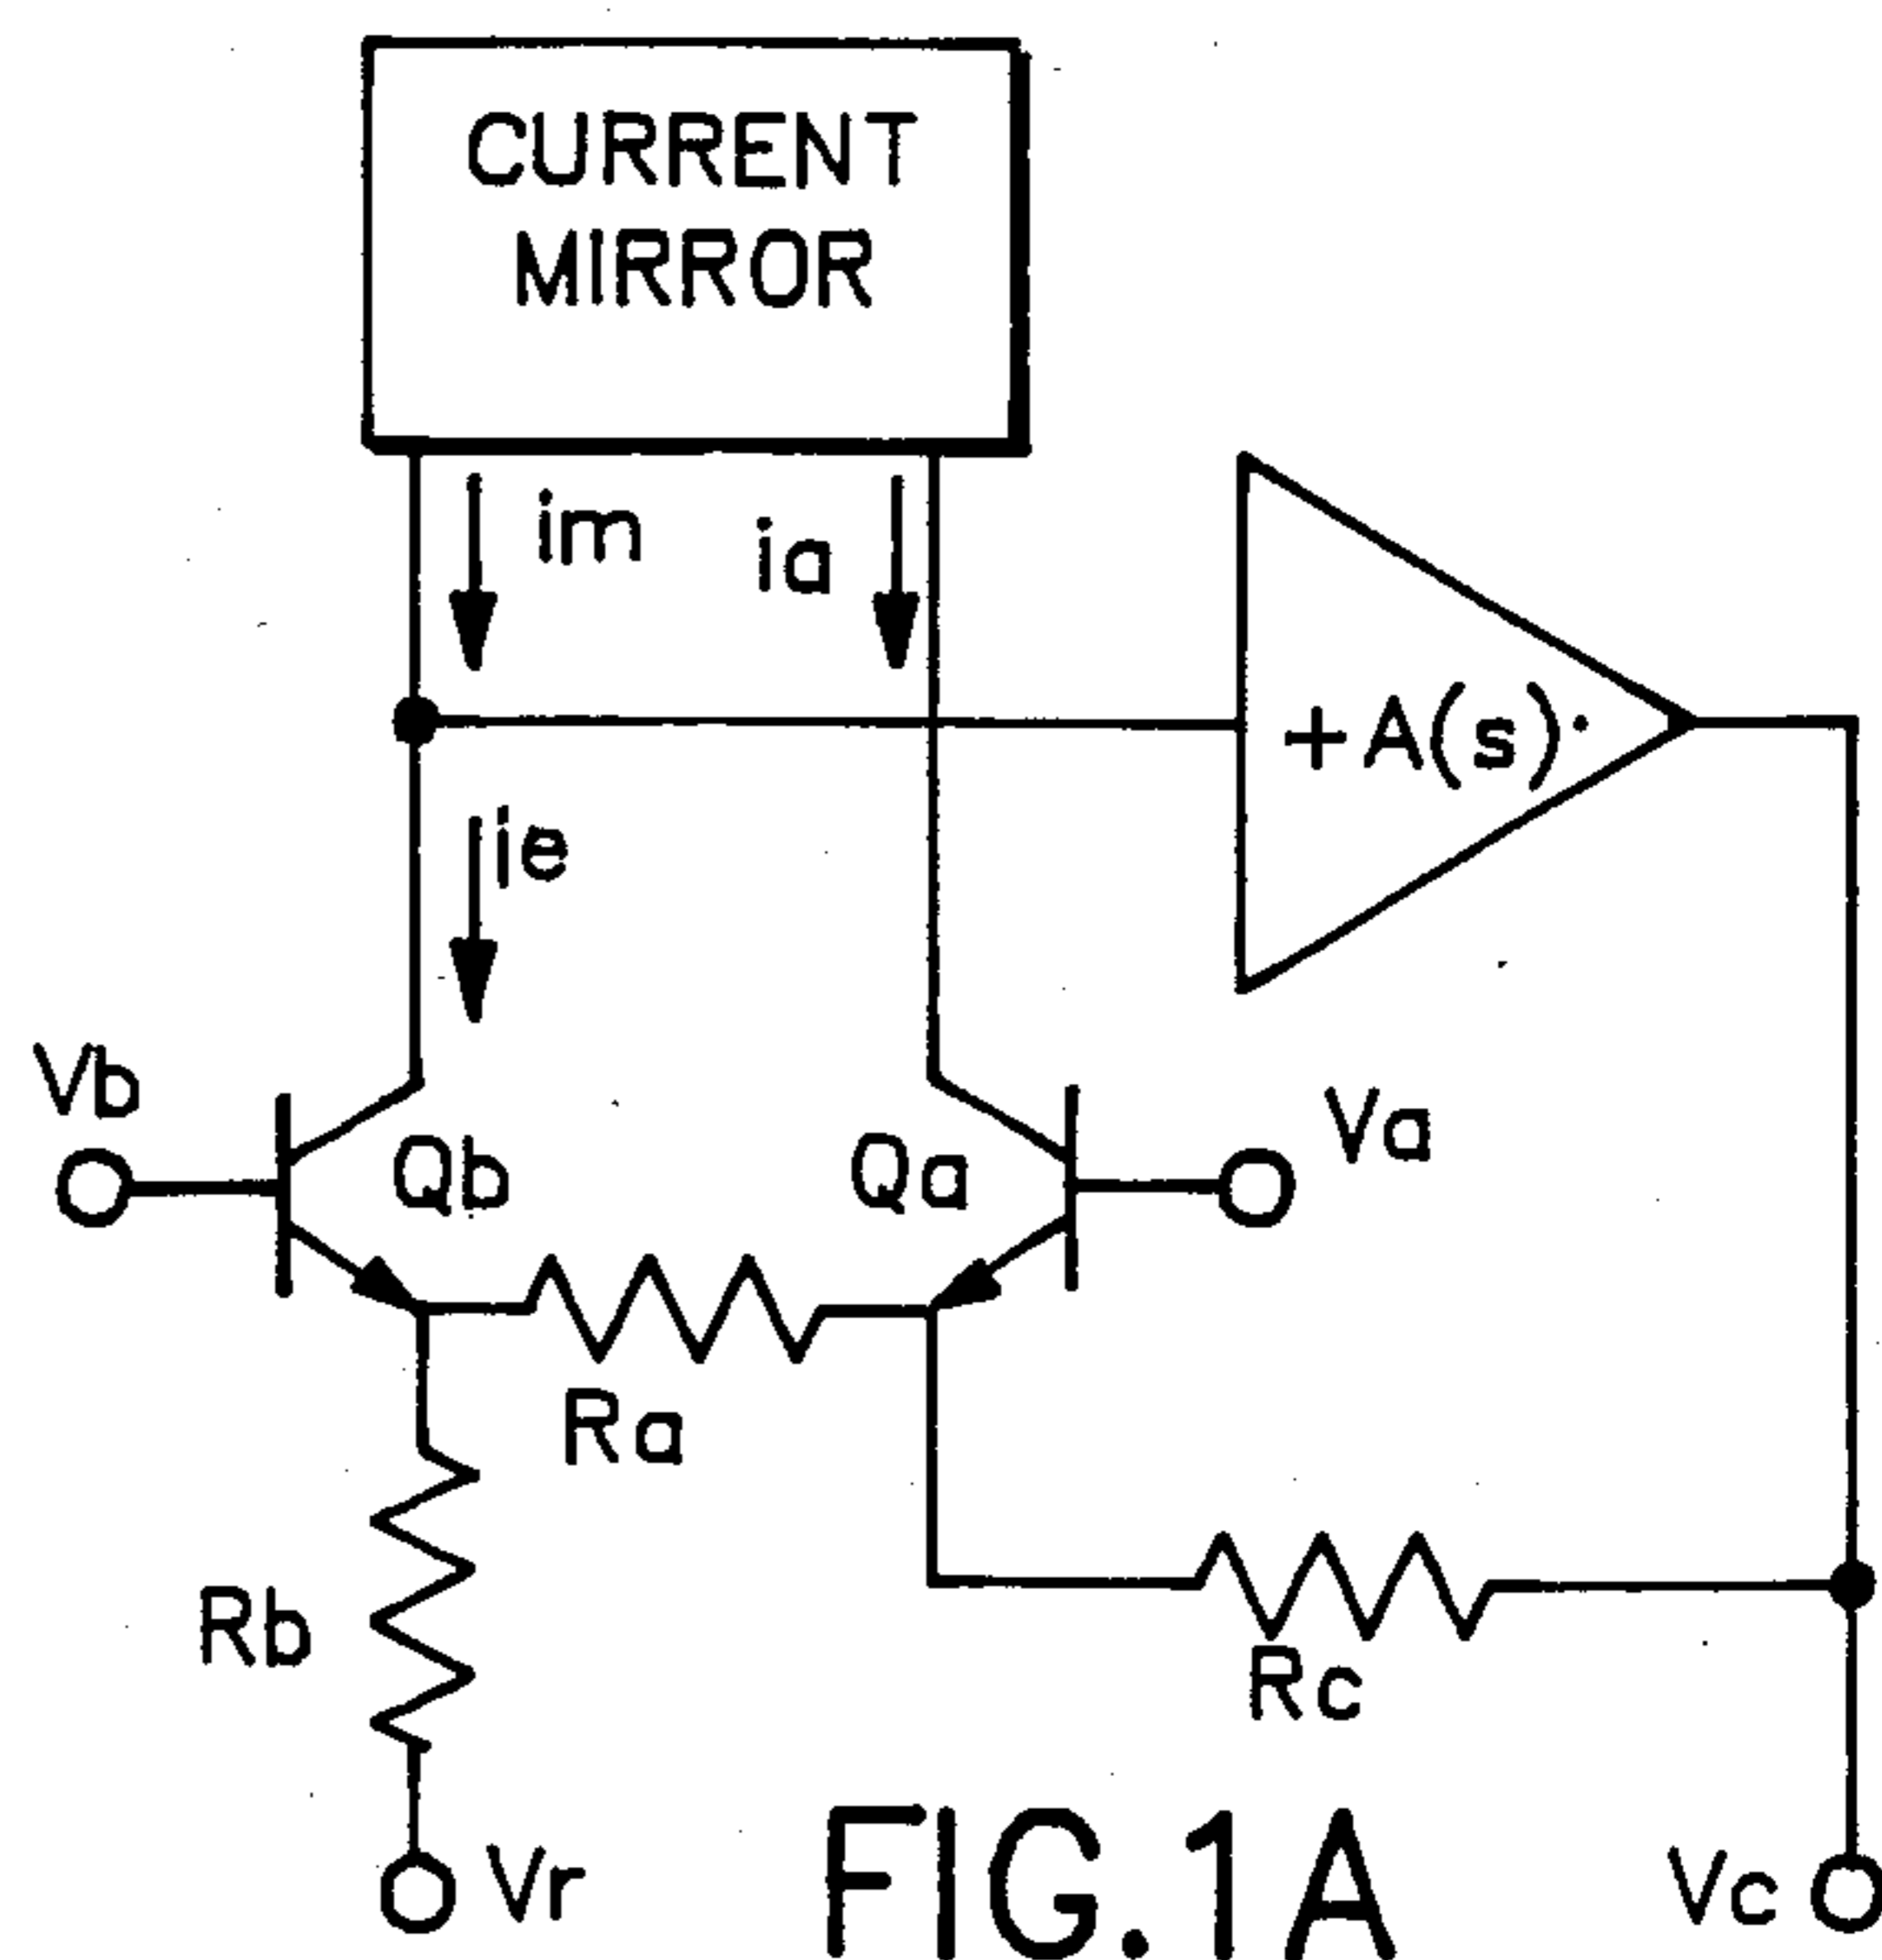 CURRENT
MIRROR
im
ia
+A(s)
ie
Vb
Va
Qb
Qa
Ra
Rb
Rc
Vr
Vc
FIG.1A